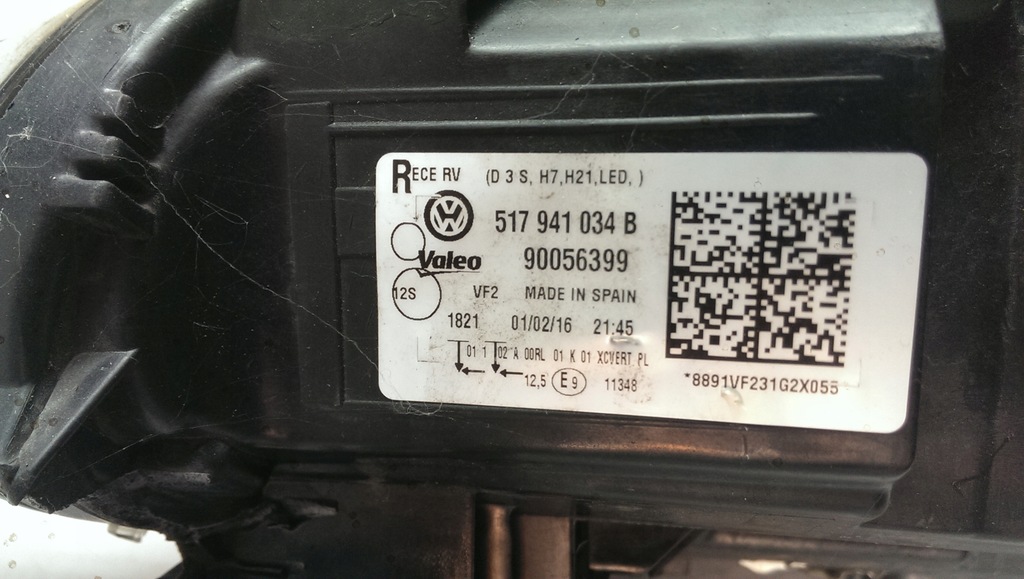 RECE RV (D 3 S, H7,H21,LED, )
VW 517 941 034 B
Valeo 90056399
12S VF2 MADE IN SPAIN
1821 01/02/16 21:45
01 1 02 A 00RL 01 K 01 XCVERT PL
12,5 E9 11348
*8891VF231G2X055